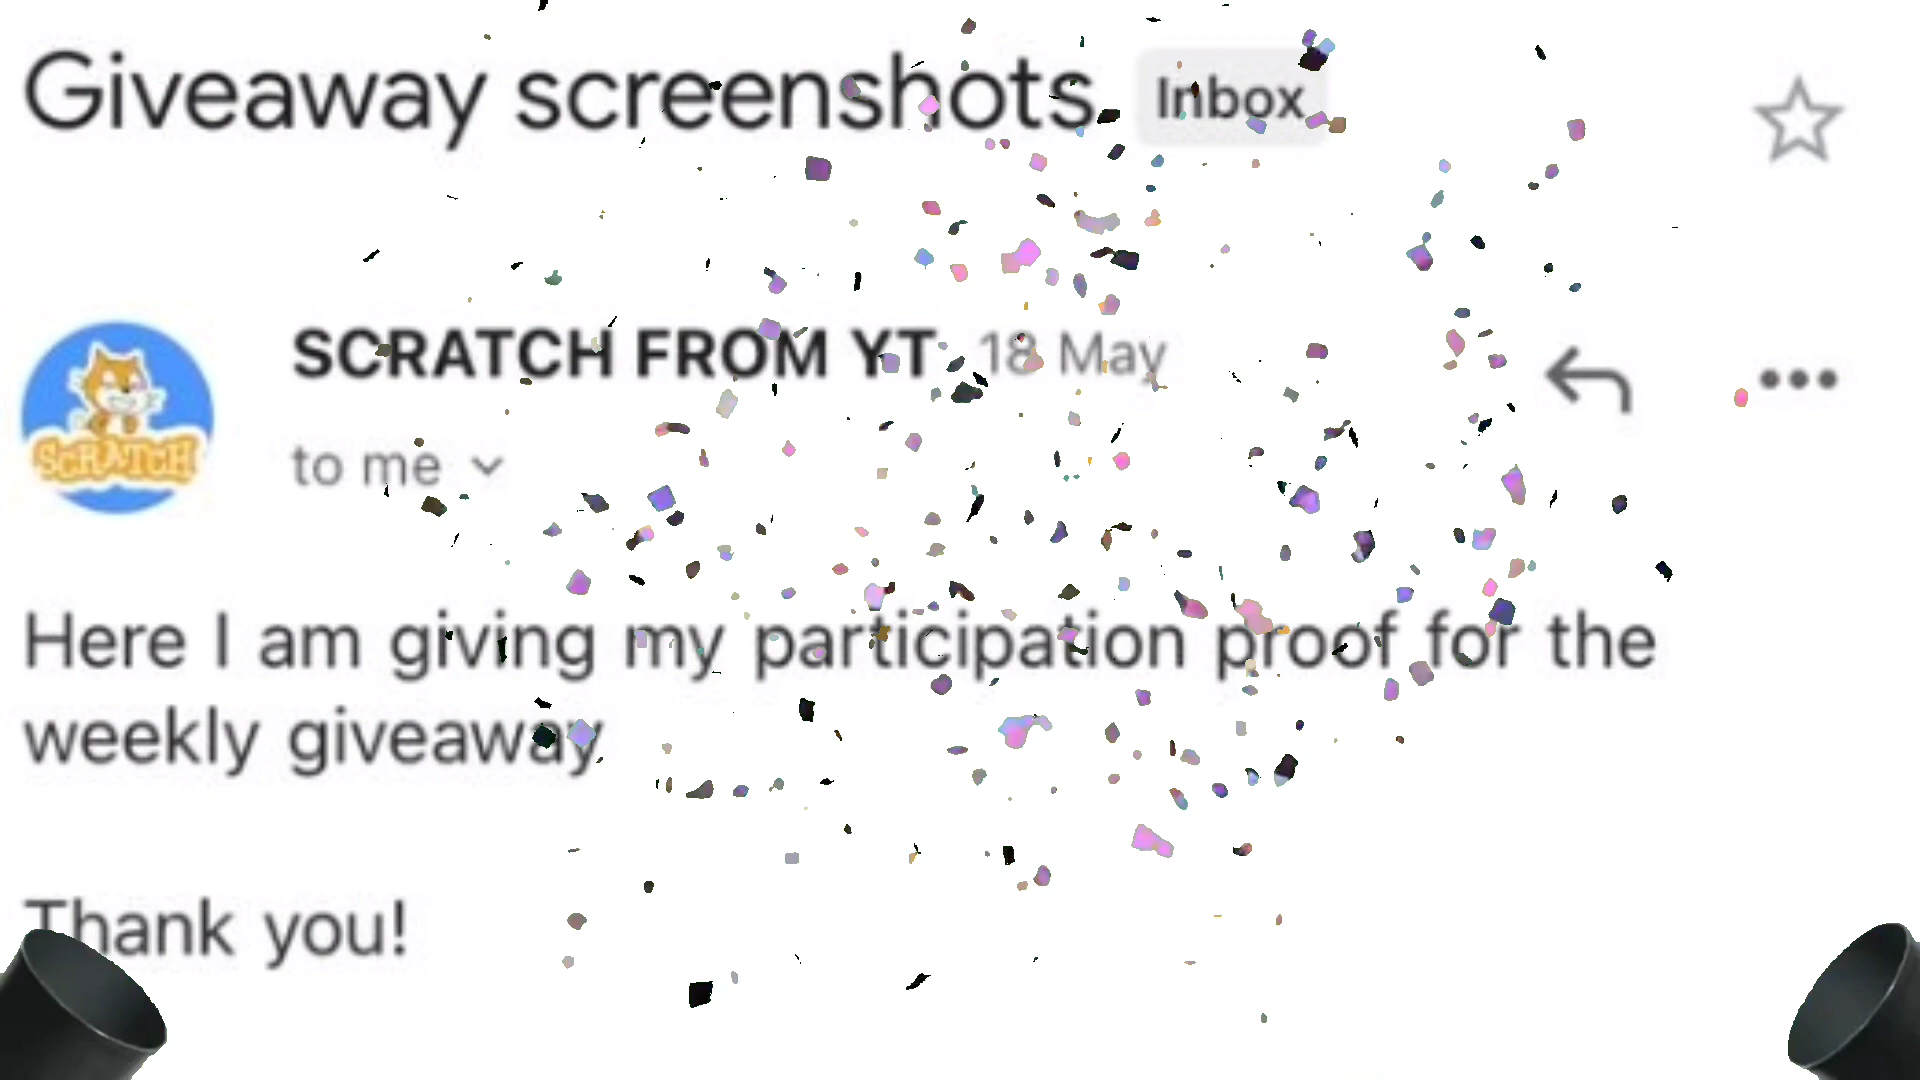 Giveaway screenshots Inbox
SCRATCH FROM YT 18 May
to me
SCRATCH
Here I am giving my participation proof for the
weekly giveaway
Thank you!